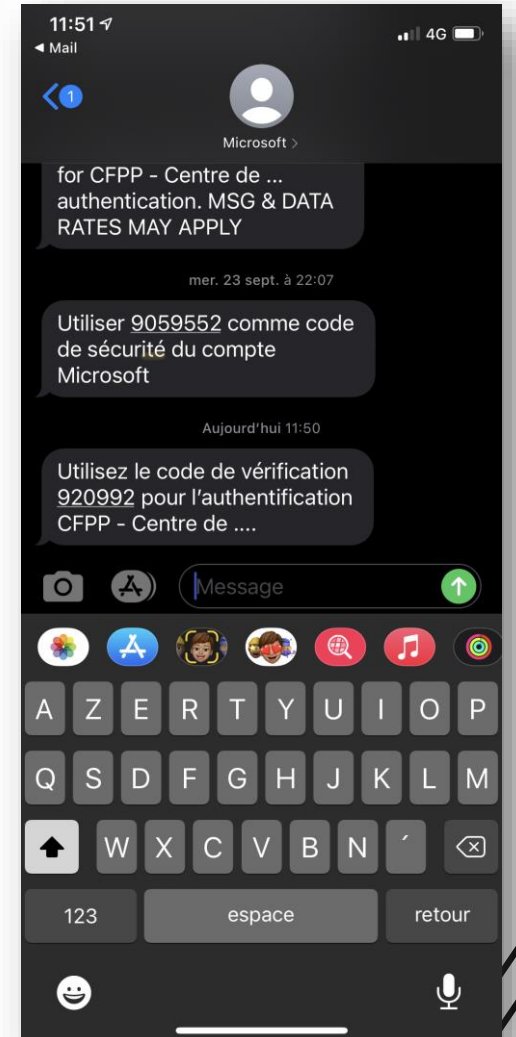 11:51
4G
◀ Mail
1
Microsoft >
for CFPP - Centre de ...
authentication. MSG & DATA
RATES MAY APPLY
mer. 23 sept. à 22:07
Utiliser 9059552 comme code
de sécurité du compte
Microsoft
Aujourd'hui 11:50
Utilisez le code de vérification
920992 pour l'authentification
CFPP - Centre de ....
Message
A Z E R T Y U I O P
Q S D F G H J K L M
W X C V B N ´
123 espace retour